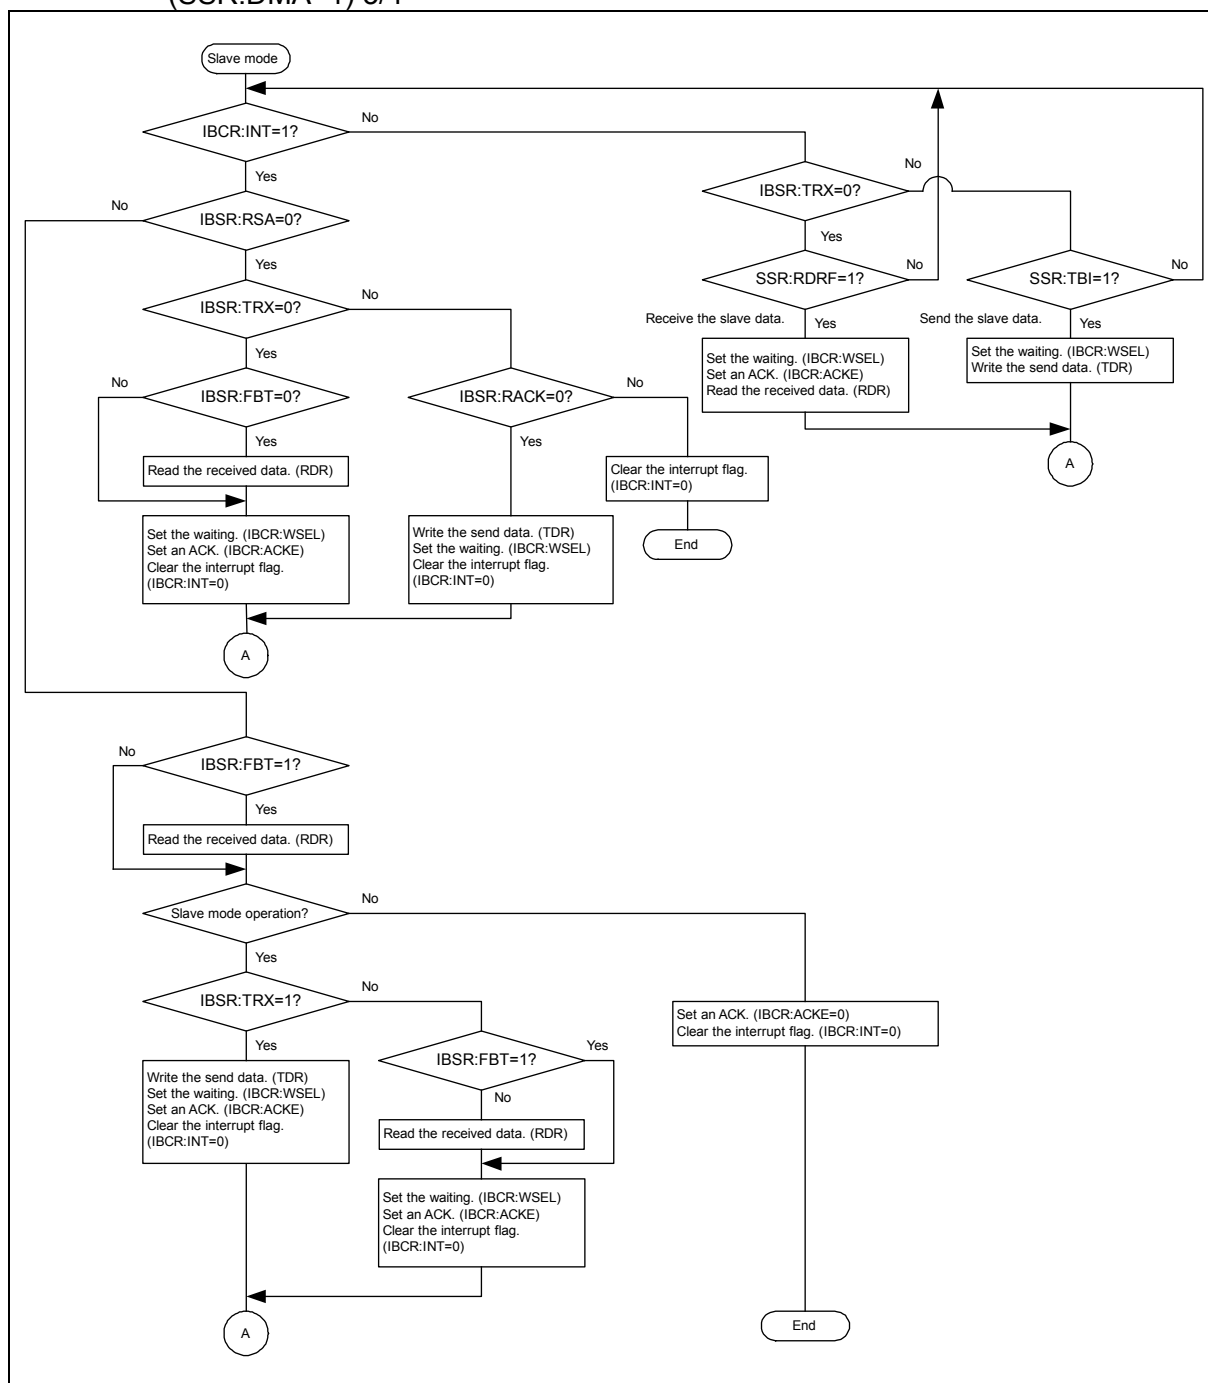 (SSR:DMA=1) 3/4
Slave mode
IBCR:INT=1?
No
Yes
IBSR:TRX=0?
No
Yes
No
IBSR:RSA=0?
Yes
SSR:RDRF=1?
No
SSR:TBI=1?
No
IBSR:TRX=0?
No
Yes
Receive the slave data.
Yes
Send the slave data.
Yes
Set the waiting. (IBCR:WSEL)
Set an ACK. (IBCR:ACKE)
Read the received data. (RDR)
Set the waiting. (IBCR:WSEL)
Write the send data. (TDR)
A
No
IBSR:FBT=0?
Yes
IBSR:RACK=0?
No
Yes
Read the received data. (RDR)
Clear the interrupt flag.
(IBCR:INT=0)
End
Set the waiting. (IBCR:WSEL)
Set an ACK. (IBCR:ACKE)
Clear the interrupt flag.
(IBCR:INT=0)
Write the send data. (TDR)
Set the waiting. (IBCR:WSEL)
Clear the interrupt flag.
(IBCR:INT=0)
A
No
IBSR:FBT=1?
Yes
Read the received data. (RDR)
Slave mode operation?
No
Yes
IBSR:TRX=1?
No
Yes
Set an ACK. (IBCR:ACKE=0)
Clear the interrupt flag. (IBCR:INT=0)
IBSR:FBT=1?
Yes
No
Write the send data. (TDR)
Set the waiting. (IBCR:WSEL)
Set an ACK. (IBCR:ACKE)
Clear the interrupt flag.
(IBCR:INT=0)
Read the received data. (RDR)
Set the waiting. (IBCR:WSEL)
Set an ACK. (IBCR:ACKE)
Clear the interrupt flag.
(IBCR:INT=0)
A
End